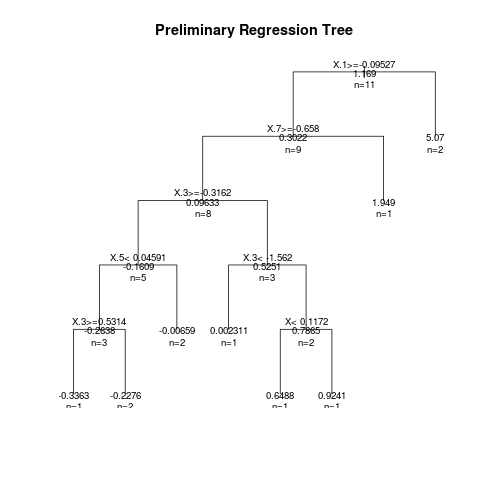 Preliminary Regression Tree
X.1>=-0.09527
1.169
n=11
X.7>=-0.658
0.3022
n=9
5.07
n=2
X.3>=-0.3162
0.09633
n=8
1.949
n=1
X.5< 0.04591
-0.1609
n=5
X.3< -1.562
0.5251
n=3
X.3>=0.5314
-0.2638
n=3
-0.00659
n=2
0.002311
n=1
X< 0.1172
0.7865
n=2
-0.3363
n=1
-0.2276
n=2
0.6488
n=1
0.9241
n=1